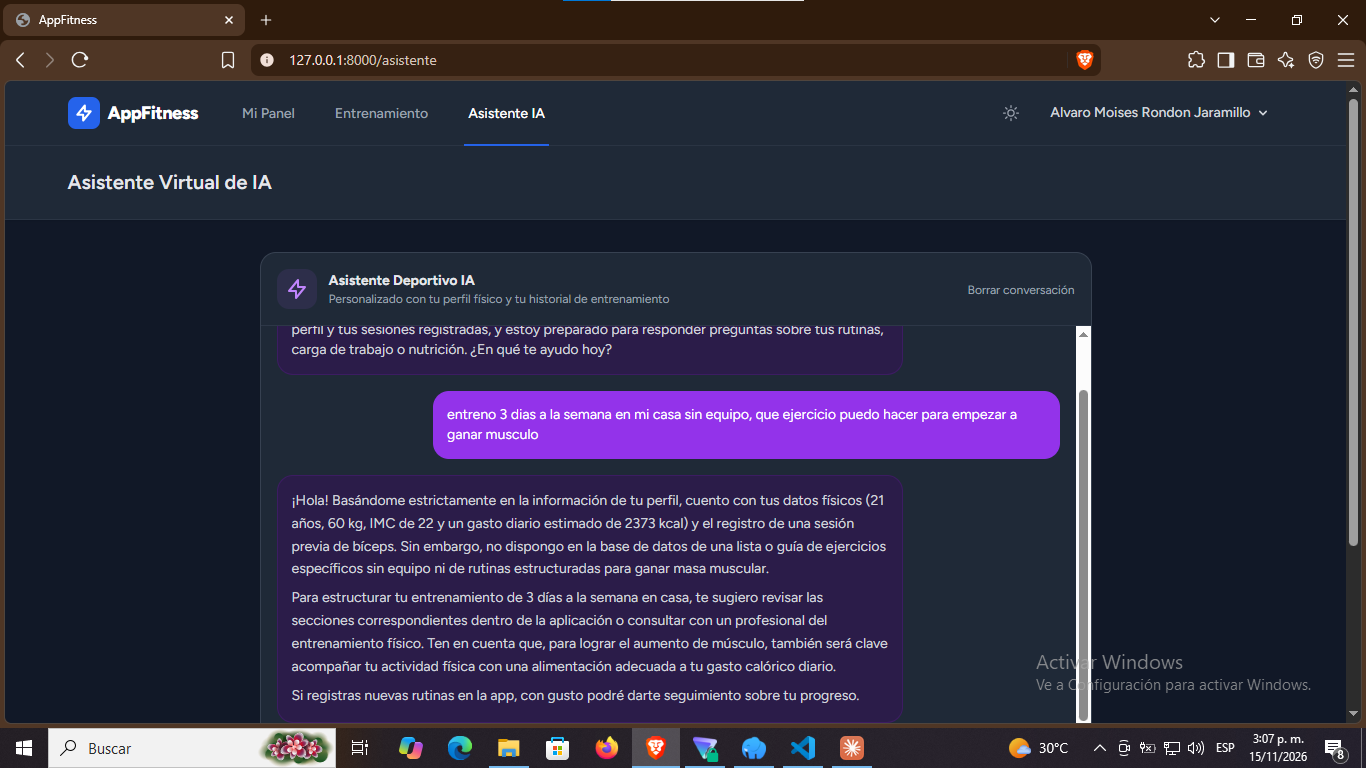 AppFitness
127.0.0.1:8000/asistente
AppFitness
Mi Panel
Entrenamiento
Asistente IA
Alvaro Moises Rondon Jaramillo
Asistente Virtual de IA
Asistente Deportivo IA
Personalizado con tu perfil físico y tu historial de entrenamiento
Borrar conversación
perfil y tus sesiones registradas, y estoy preparado para responder preguntas sobre tus rutinas,
carga de trabajo o nutrición. ¿En qué te ayudo hoy?
entreno 3 dias a la semana en mi casa sin equipo, que ejercicio puedo hacer para empezar a
ganar musculo
¡Hola! Basándome estrictamente en la información de tu perfil, cuento con tus datos físicos (21
años, 60 kg, IMC de 22 y un gasto diario estimado de 2373 kcal) y el registro de una sesión
previa de bíceps. Sin embargo, no dispongo en la base de datos de una lista o guía de ejercicios
específicos sin equipo ni de rutinas estructuradas para ganar masa muscular.
Para estructurar tu entrenamiento de 3 días a la semana en casa, te sugiero revisar las
secciones correspondientes dentro de la aplicación o consultar con un profesional del
entrenamiento físico. Ten en cuenta que, para lograr el aumento de músculo, también será clave
acompañar tu actividad física con una alimentación adecuada a tu gasto calórico diario.
Si registras nuevas rutinas en la app, con gusto podré darte seguimiento sobre tu progreso.
Activar Windows
Ve a Configuración para activar Windows.
Buscar
30°C
ESP
3:07 p. m.
15/11/2026
8